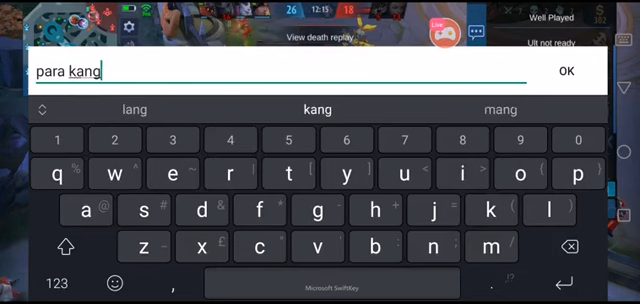 26 12:15 18
Well Played
302
Live
View death replay
Ult not ready
para kang
OK
lang kang mang
1 2 3 4 5 6 7 8 9 0
q % w ^ e ~ r | t [ y ] u < i > o { p }
a @ s # d & f * g - h + j = k ( l )
z _ x £ c " v ' b : n ; m /
123 , Microsoft SwiftKey . !?